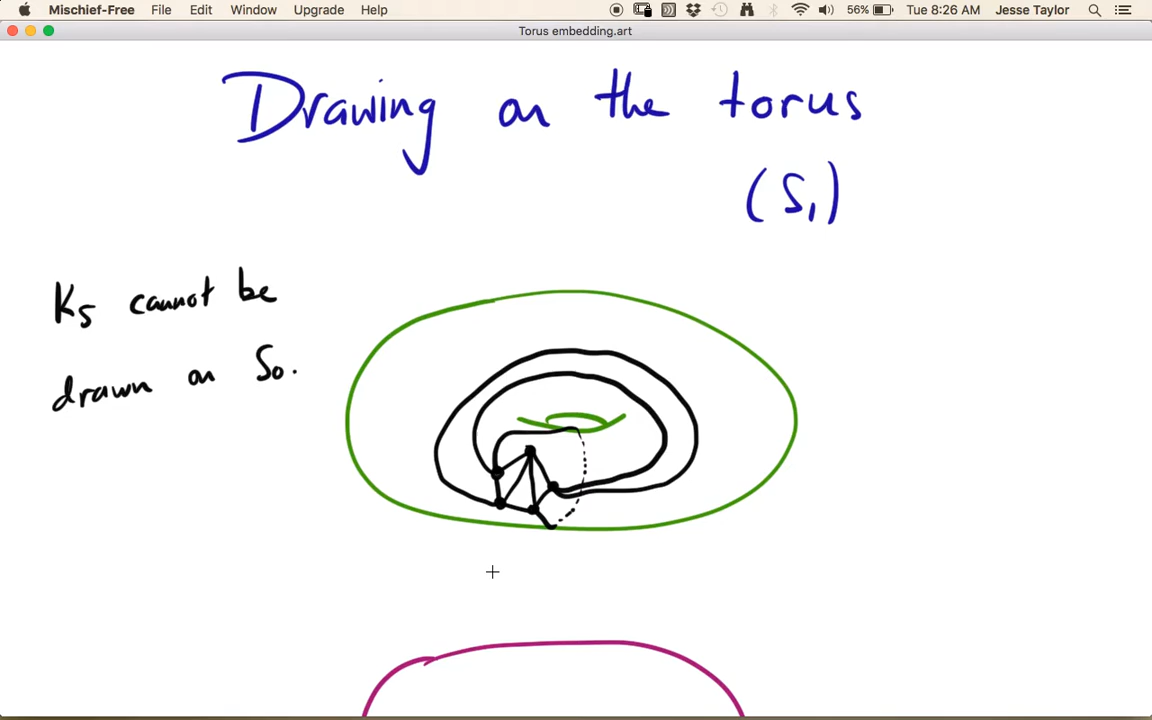 Mischief-Free File Edit Window Upgrade Help 56% Tue 8:26 AM Jesse Taylor
Torus embedding.art
Drawing on the torus
(S₁)
K₅ cannot be
drawn on S₀.